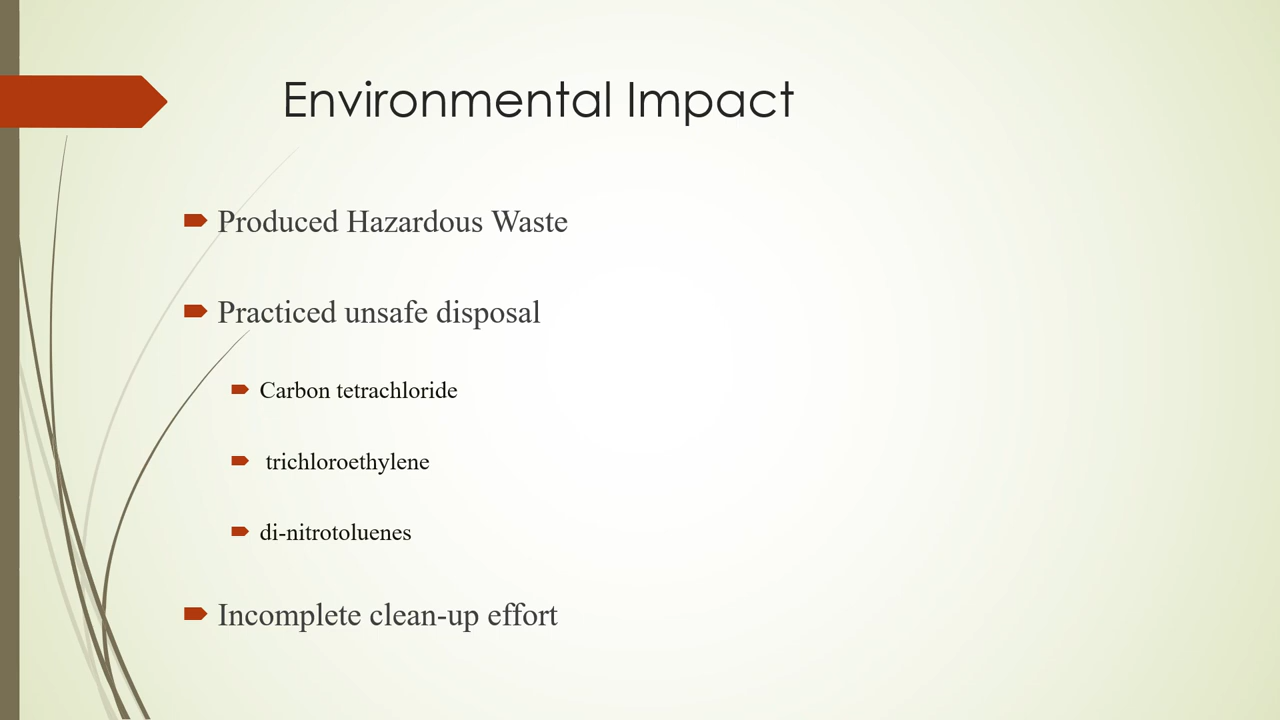 Environmental Impact
Produced Hazardous Waste
Practiced unsafe disposal
Carbon tetrachloride
trichloroethylene
di-nitrotoluenes
Incomplete clean-up effort